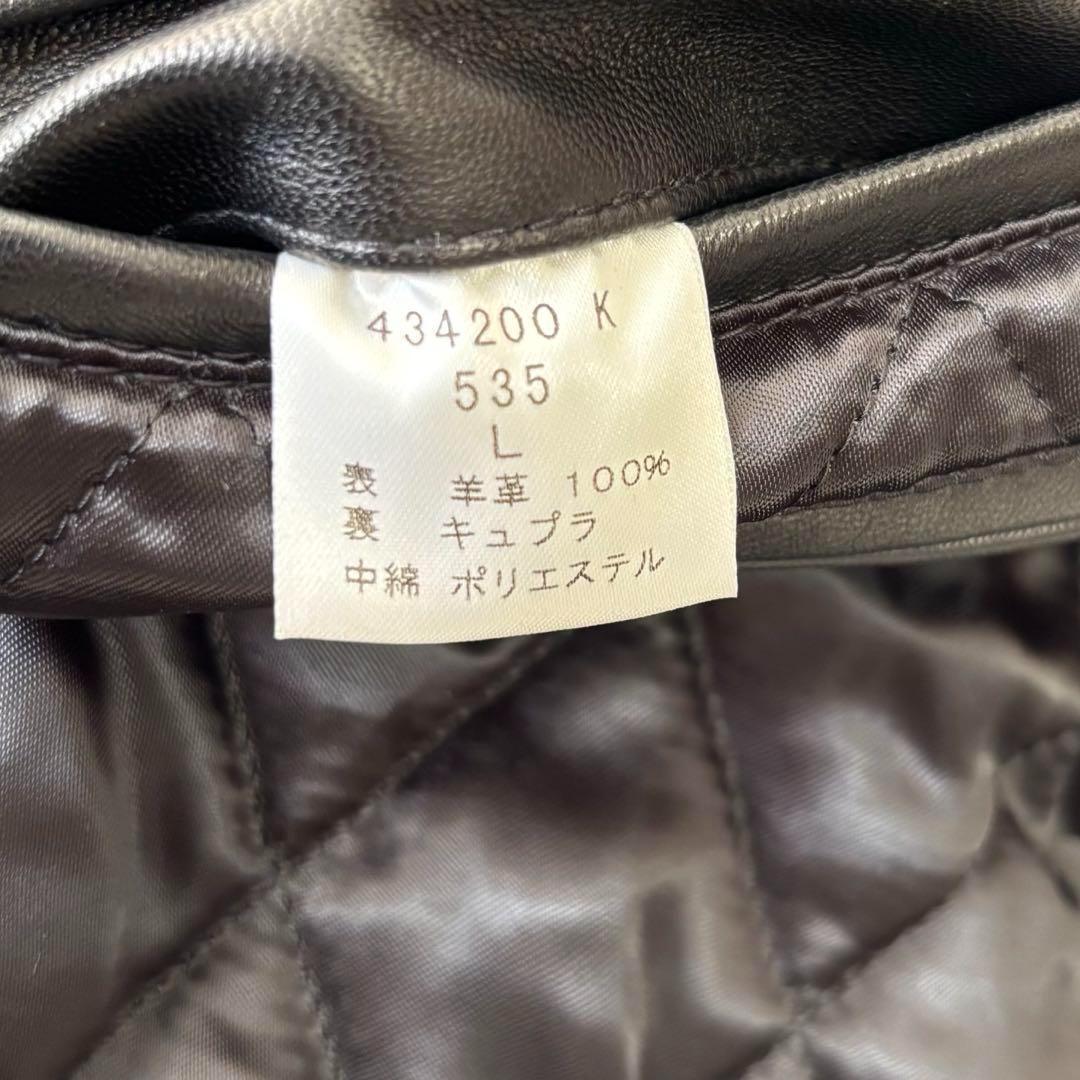 434200 K
535
L
表 羊革 100%
裏 キュプラ
中綿 ポリエステル